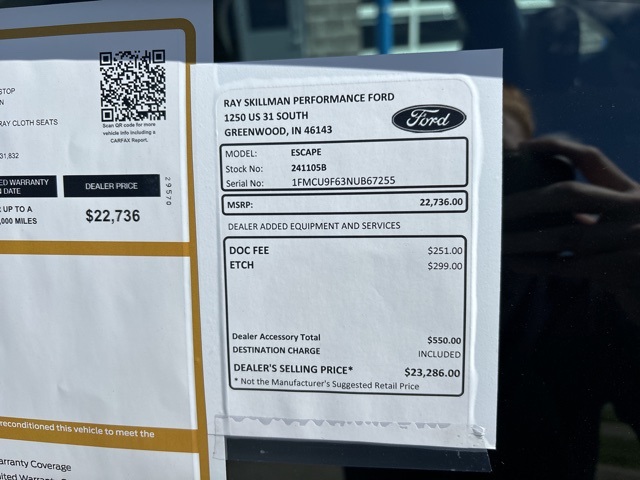 STOP
RAY CLOTH SEATS
31,832
Scan QR code for more
vehicle info including a
CARFAX Report.
ED WARRANTY
N DATE
DEALER PRICE
UP TO A
,000 MILES
$22,736
29570
reconditioned this vehicle to meet the
arranty Coverage
RAY SKILLMAN PERFORMANCE FORD
1250 US 31 SOUTH
GREENWOOD, IN 46143
Ford
MODEL: ESCAPE
Stock No: 241105B
Serial No: 1FMCU9F63NUB67255
MSRP: 22,736.00
DEALER ADDED EQUIPMENT AND SERVICES
DOC FEE $251.00
ETCH $299.00
Dealer Accessory Total $550.00
DESTINATION CHARGE INCLUDED
DEALER'S SELLING PRICE* $23,286.00
* Not the Manufacturer's Suggested Retail Price